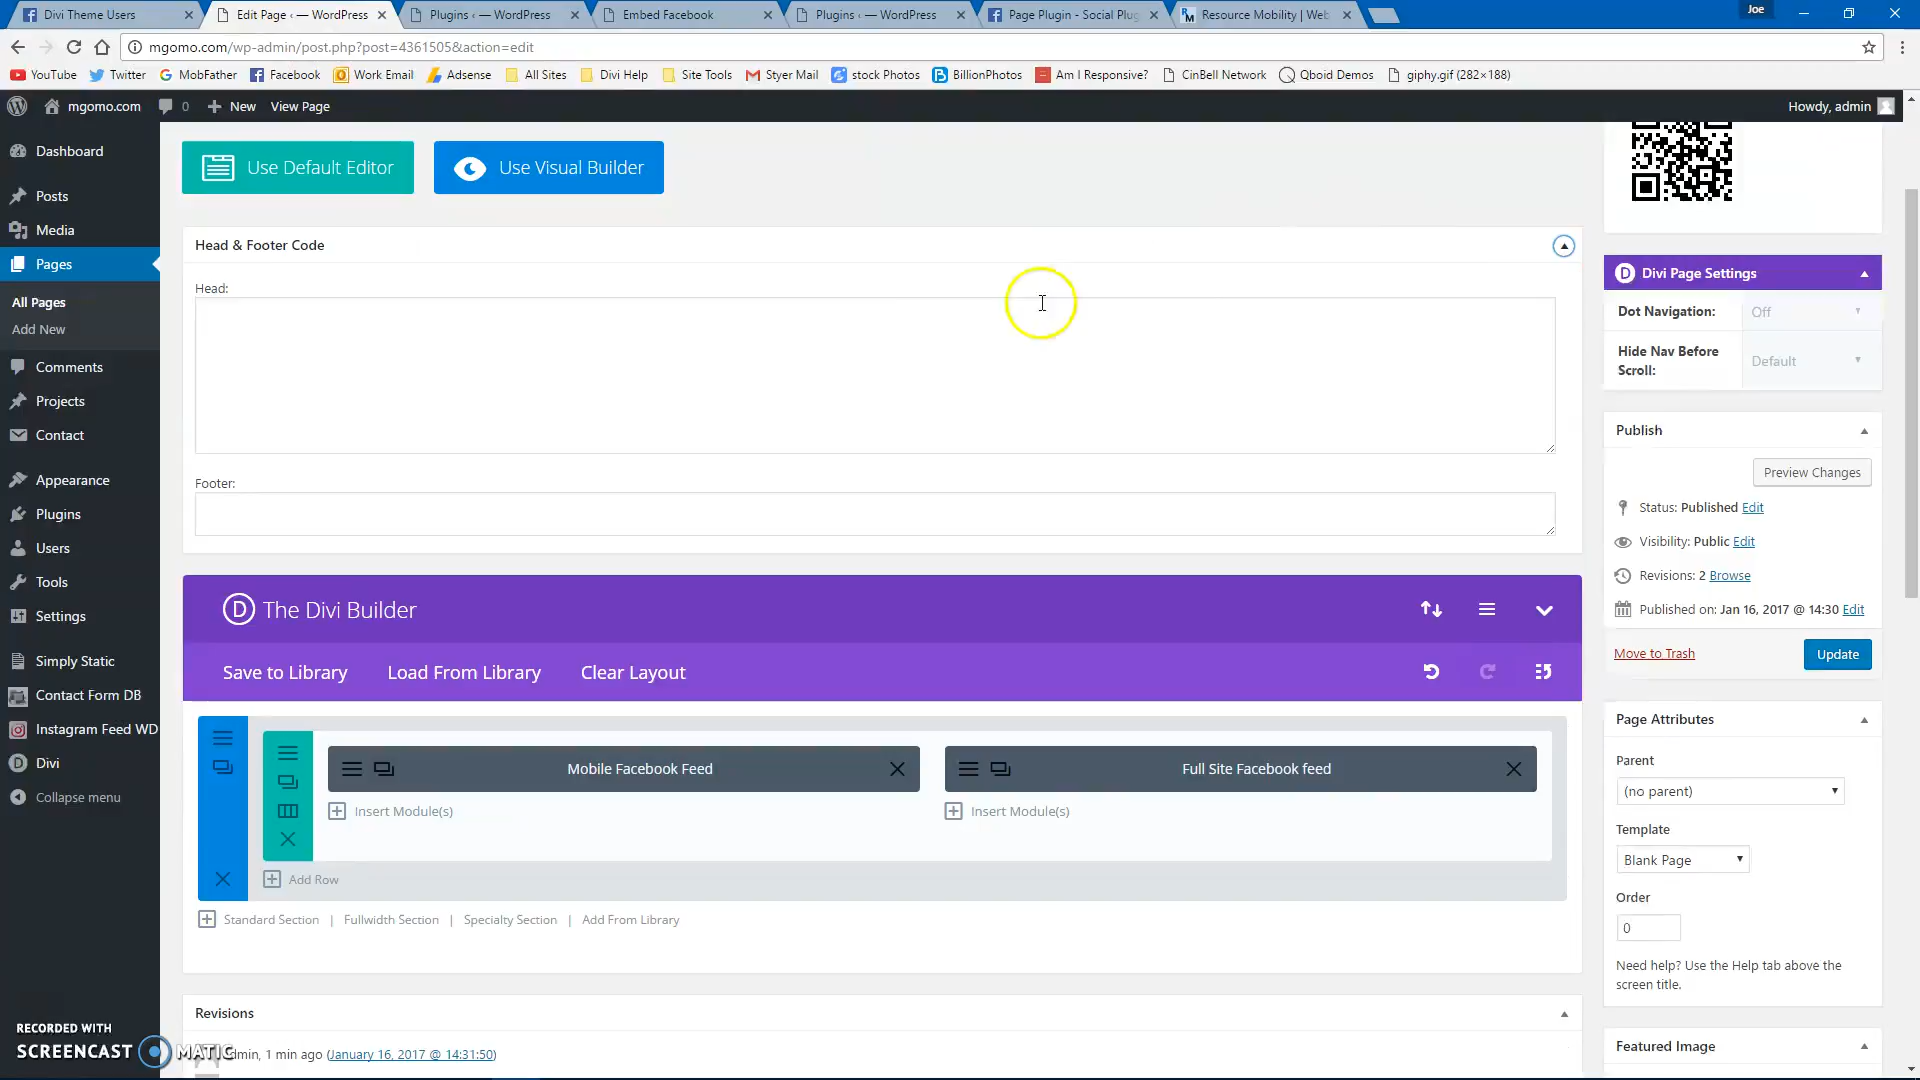 Divi Theme Users
Edit Page ‹ — WordPress
Plugins ‹ — WordPress
Embed Facebook
Plugins ‹ — WordPress
Page Plugin - Social Plug
Resource Mobility | Web
Joe
mgomo.com/wp-admin/post.php?post=4361505&action=edit
YouTube
Twitter
MobFather
Facebook
Work Email
Adsense
All Sites
Divi Help
Site Tools
Styer Mail
stock Photos
BillionPhotos
Am I Responsive?
CinBell Network
Qboid Demos
giphy.gif (282×188)
mgomo.com
0
New
View Page
Howdy, admin
Dashboard
Posts
Media
Pages
All Pages
Add New
Comments
Projects
Contact
Appearance
Plugins
Users
Tools
Settings
Simply Static
Contact Form DB
Instagram Feed WD
Divi
Collapse menu
Use Default Editor
Use Visual Builder
Head & Footer Code
Head:
Footer:
The Divi Builder
Save to Library
Load From Library
Clear Layout
Mobile Facebook Feed
Full Site Facebook feed
Insert Module(s)
Insert Module(s)
Add Row
Standard Section | Fullwidth Section | Specialty Section | Add From Library
Revisions
dmin, 1 min ago (January 16, 2017 @ 14:31:50)
Divi Page Settings
Dot Navigation:
Off
Hide Nav Before
Scroll:
Default
Publish
Preview Changes
Status: Published Edit
Visibility: Public Edit
Revisions: 2 Browse
Published on: Jan 16, 2017 @ 14:30 Edit
Move to Trash
Update
Page Attributes
Parent
(no parent)
Template
Blank Page
Order
0
Need help? Use the Help tab above the
screen title.
Featured Image
RECORDED WITH
SCREENCAST MATIC